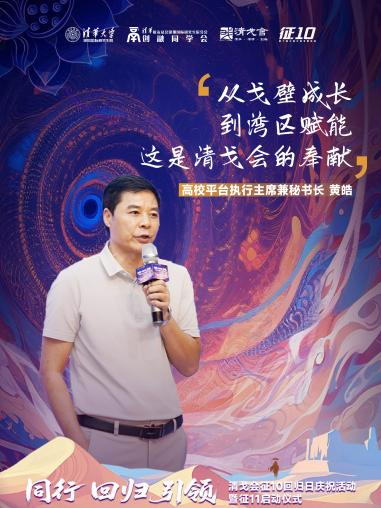 清华大学
创融同学会
清戈会
征10
“从戈壁成长
到湾区赋能
这是清戈会的奉献”
高校平台执行主席兼秘书长 黄皓
同行 回归 引领
清戈会征10回归日庆祝活动
暨征11启动仪式